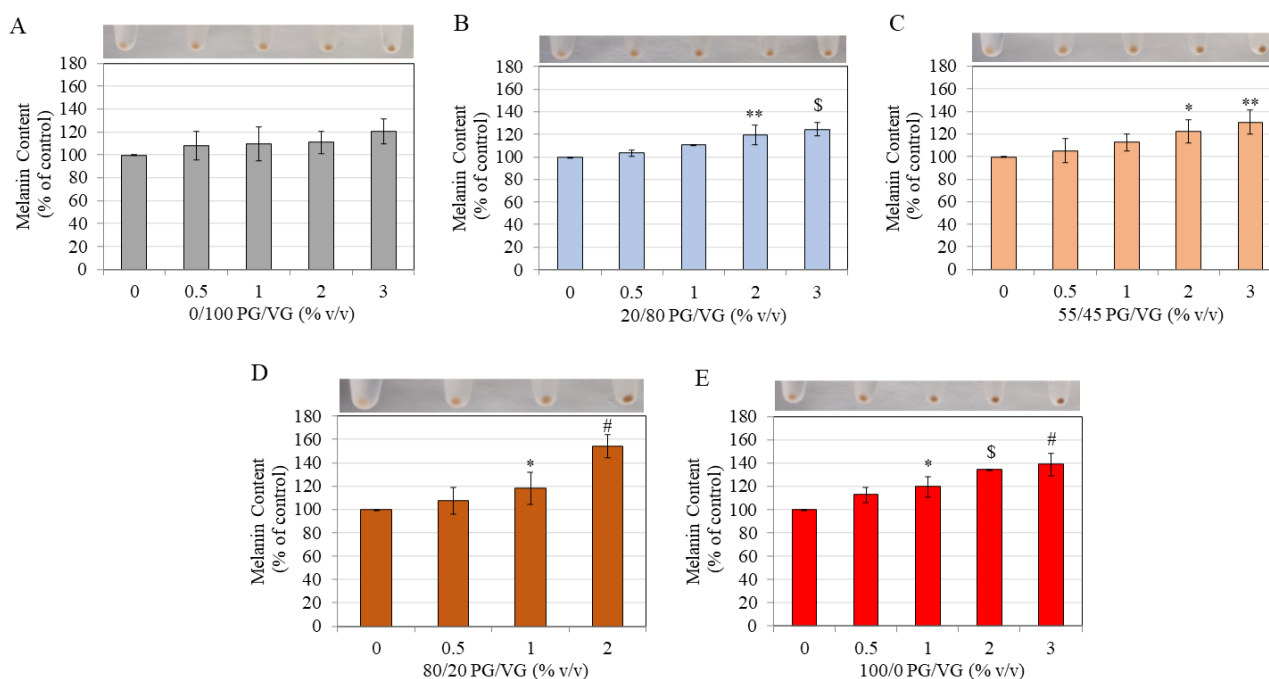 A
180
160
140
120
100
80
60
40
20
0
Melanin Content
(% of control)
0 0.5 1 2 3
0/100 PG/VG (% v/v)
B
180
160
140
120
100
80
60
40
20
0
Melanin Content
(% of control)
** $
0 0.5 1 2 3
20/80 PG/VG (% v/v)
C
180
160
140
120
100
80
60
40
20
0
Melanin Content
(% of control)
* **
0 0.5 1 2 3
55/45 PG/VG (% v/v)
D
180
160
140
120
100
80
60
40
20
0
Melanin Content
(% of control)
* #
0 0.5 1 2
80/20 PG/VG (% v/v)
E
180
160
140
120
100
80
60
40
20
0
Melanin Content
(% of control)
* $ #
0 0.5 1 2 3
100/0 PG/VG (% v/v)